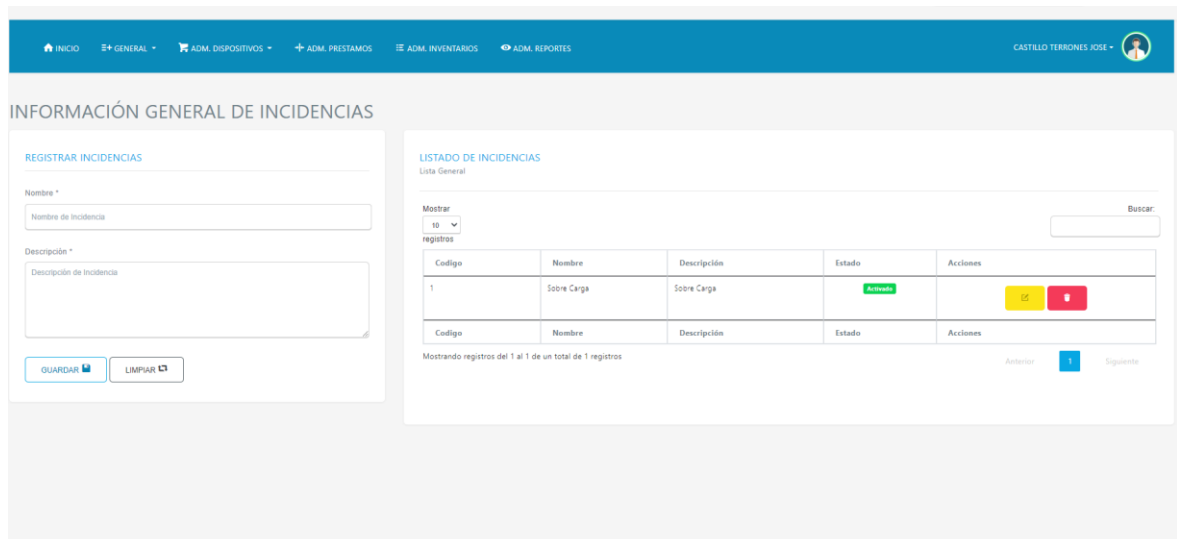 INICIO GENERAL ADM. DISPOSITIVOS ADM. PRESTAMOS ADM. INVENTARIOS ADM. REPORTES CASTILLO TERRONES JOSE
INFORMACIÓN GENERAL DE INCIDENCIAS
REGISTRAR INCIDENCIAS
Nombre *
Nombre de Incidencia
Descripción *
Descripción de Incidencia
GUARDAR LIMPIAR
LISTADO DE INCIDENCIAS
Lista General
Mostrar
10
registros
Buscar:
Codigo Nombre Descripción Estado Acciones
1 Sobre Carga Sobre Carga Activado
Codigo Nombre Descripción Estado Acciones
Mostrando registros del 1 al 1 de un total de 1 registros
Anterior 1 Siguiente